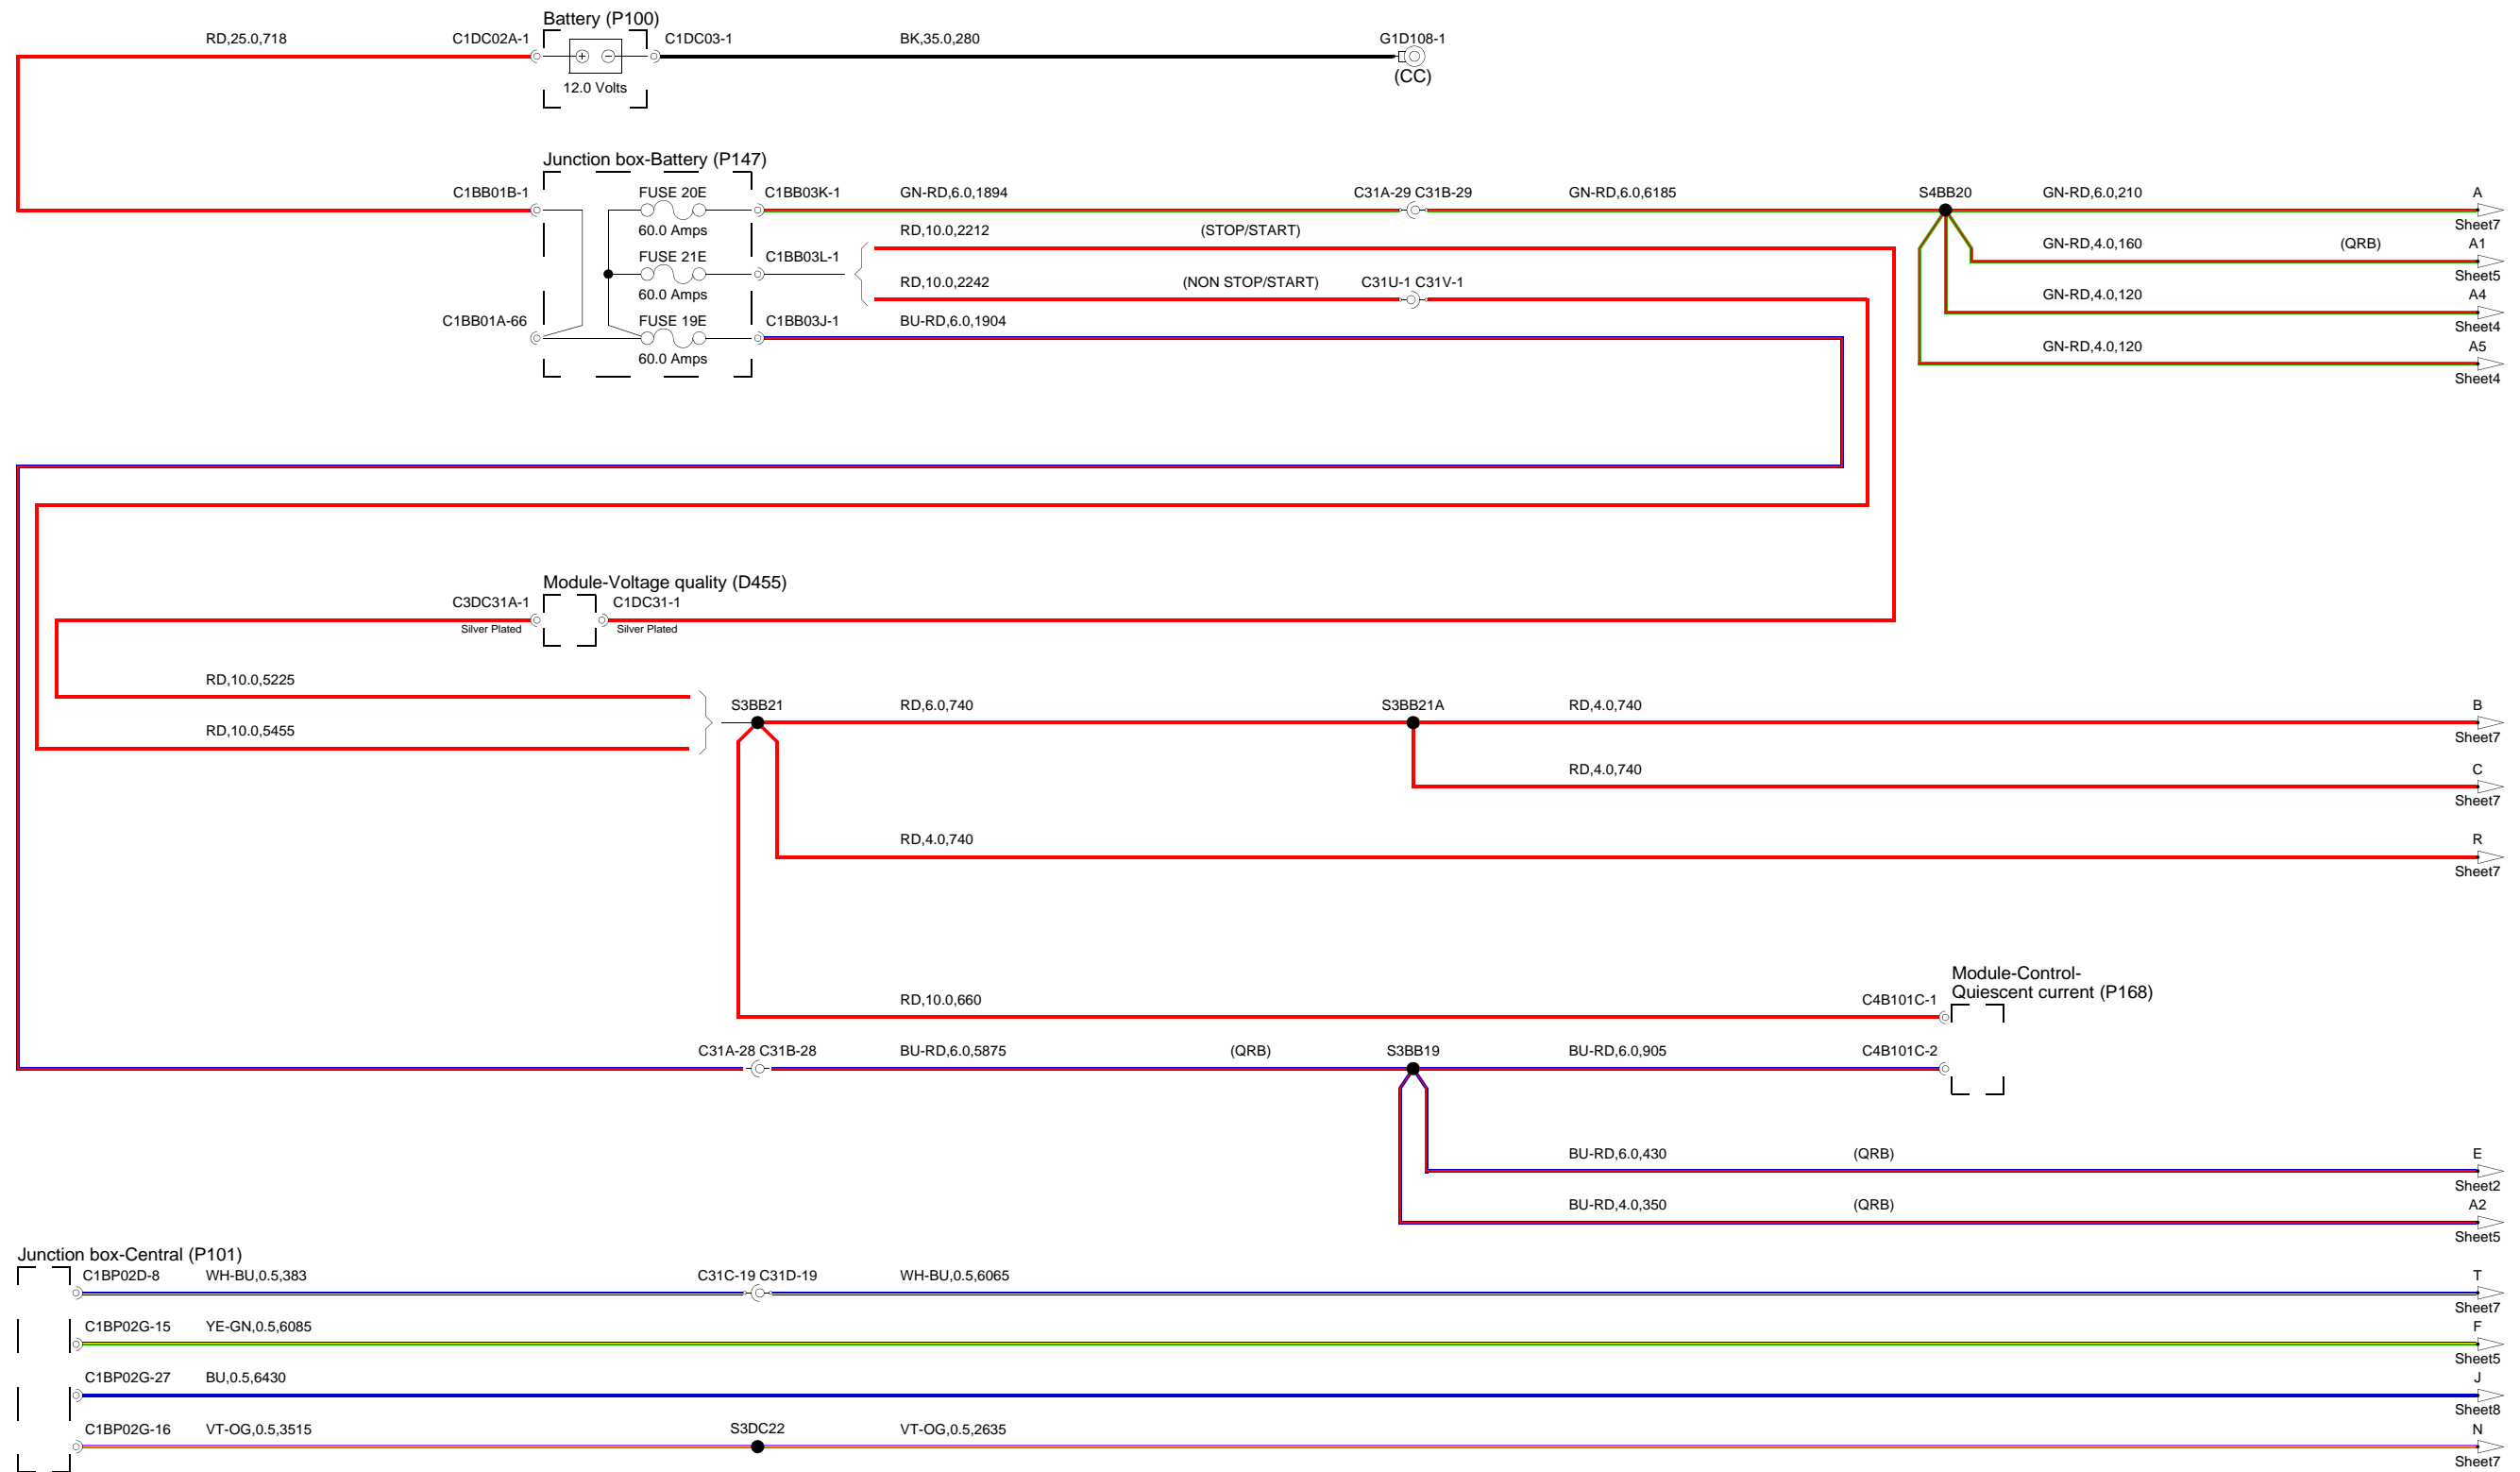 Battery (P100)
RD,25.0,718
C1DC02A-1
C1DC03-1
BK,35.0,280
G1D108-1
(CC)
12.0 Volts
Junction box-Battery (P147)
C1BB01B-1
FUSE 20E
C1BB03K-1
GN-RD,6.0,1894
C31A-29 C31B-29
GN-RD,6.0,6185
S4BB20
GN-RD,6.0,210
A
Sheet7
60.0 Amps
RD,10.0,2212
(STOP/START)
GN-RD,4.0,160
(QRB)
A1
Sheet5
FUSE 21E
C1BB03L-1
60.0 Amps
RD,10.0,2242
(NON STOP/START)
C31U-1 C31V-1
GN-RD,4.0,120
A4
Sheet4
C1BB01A-66
FUSE 19E
C1BB03J-1
BU-RD,6.0,1904
60.0 Amps
GN-RD,4.0,120
A5
Sheet4
Module-Voltage quality (D455)
C3DC31A-1
C1DC31-1
Silver Plated
Silver Plated
RD,10.0,5225
S3BB21
RD,6.0,740
S3BB21A
RD,4.0,740
B
Sheet7
RD,10.0,5455
RD,4.0,740
C
Sheet7
RD,4.0,740
R
Sheet7
Module-Control-
Quiescent current (P168)
RD,10.0,660
C4B101C-1
C31A-28 C31B-28
BU-RD,6.0,5875
(QRB)
S3BB19
BU-RD,6.0,905
C4B101C-2
BU-RD,6.0,430
(QRB)
E
Sheet2
BU-RD,4.0,350
(QRB)
A2
Sheet5
Junction box-Central (P101)
C1BP02D-8
WH-BU,0.5,383
C31C-19 C31D-19
WH-BU,0.5,6065
T
Sheet7
C1BP02G-15
YE-GN,0.5,6085
F
Sheet5
C1BP02G-27
BU,0.5,6430
J
Sheet8
C1BP02G-16
VT-OG,0.5,3515
S3DC22
VT-OG,0.5,2635
N
Sheet7